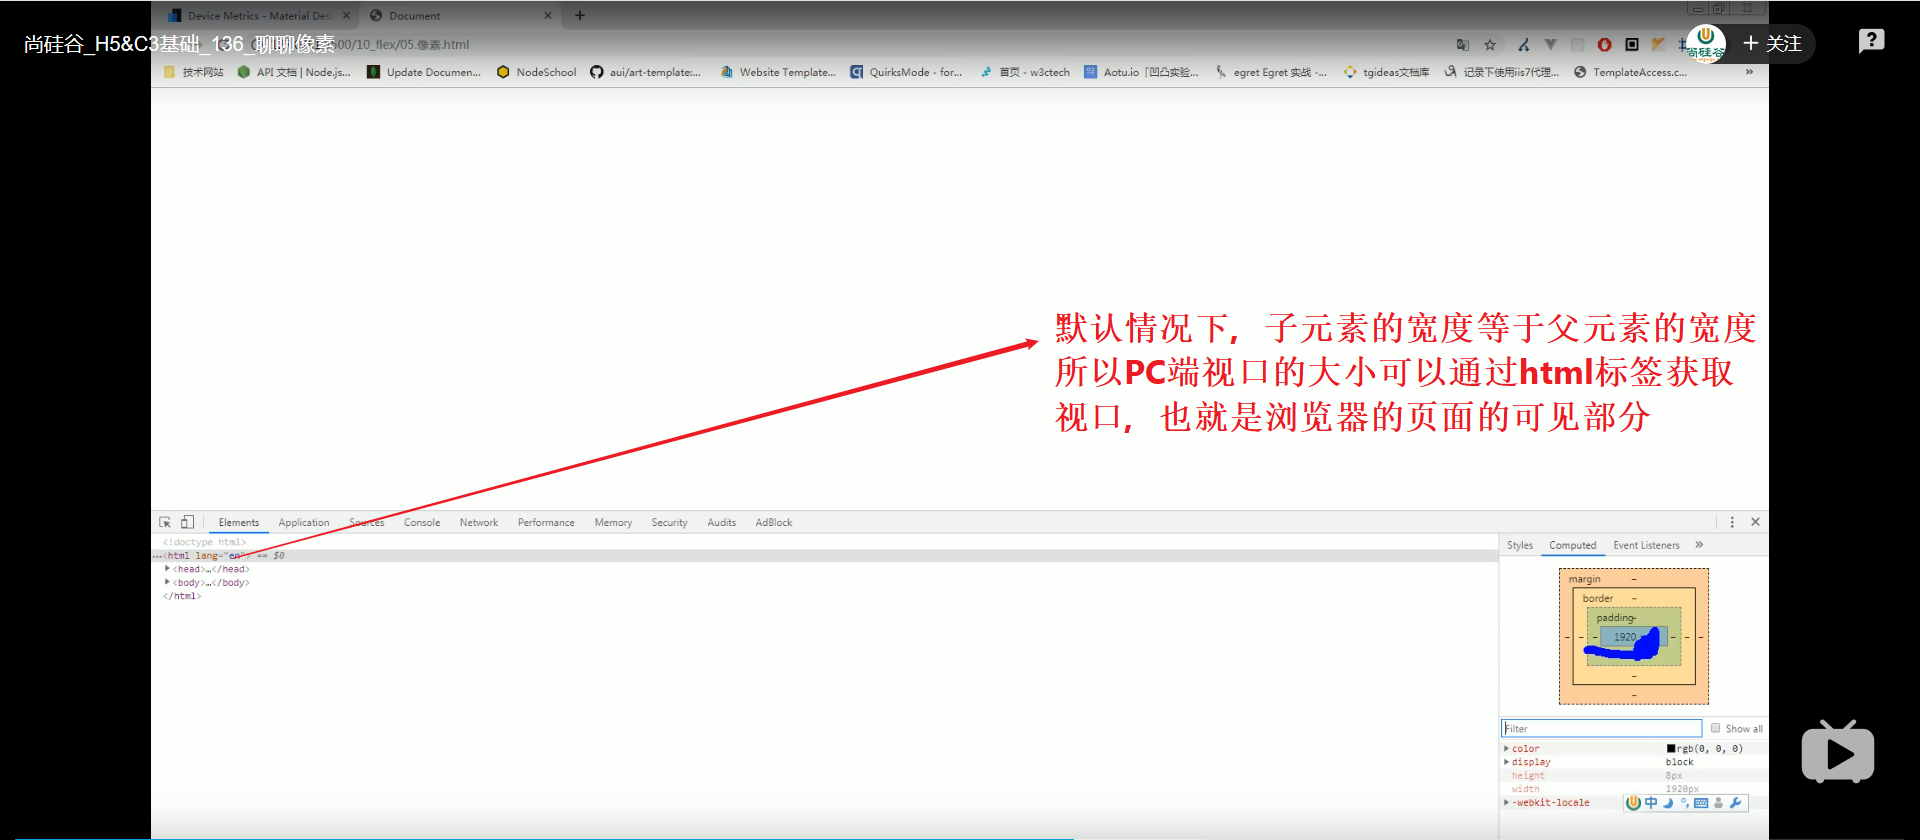 Device Metrics - Material Des
Document
尚硅谷_H5&C3基础_136_聊聊像素
00/10_flex/05.像素.html
尚硅谷
关注
技术网站
API 文档 | Node.js...
Update Documen...
NodeSchool
aui/art-template:...
Website Template...
QuirksMode - for...
首页 - w3ctech
Aotu.io「凹凸实验...
egret Egret 实战 -...
tgideas文档库
记录下使用iis7代理...
TemplateAccess.c...
»
默认情况下，子元素的宽度等于父元素的宽度
所以PC端视口的大小可以通过html标签获取
视口，也就是浏览器的页面的可见部分
Elements
Application
Sources
Console
Network
Performance
Memory
Security
Audits
AdBlock
<!doctype html>
...<html lang="en"> == $0
<head>…</head>
<body>…</body>
</html>
Styles
Computed
Event Listeners
»
margin -
border -
padding-
1920
Filter
Show all
color rgb(0, 0, 0)
display block
height 8px
width 1920px
-webkit-locale
中